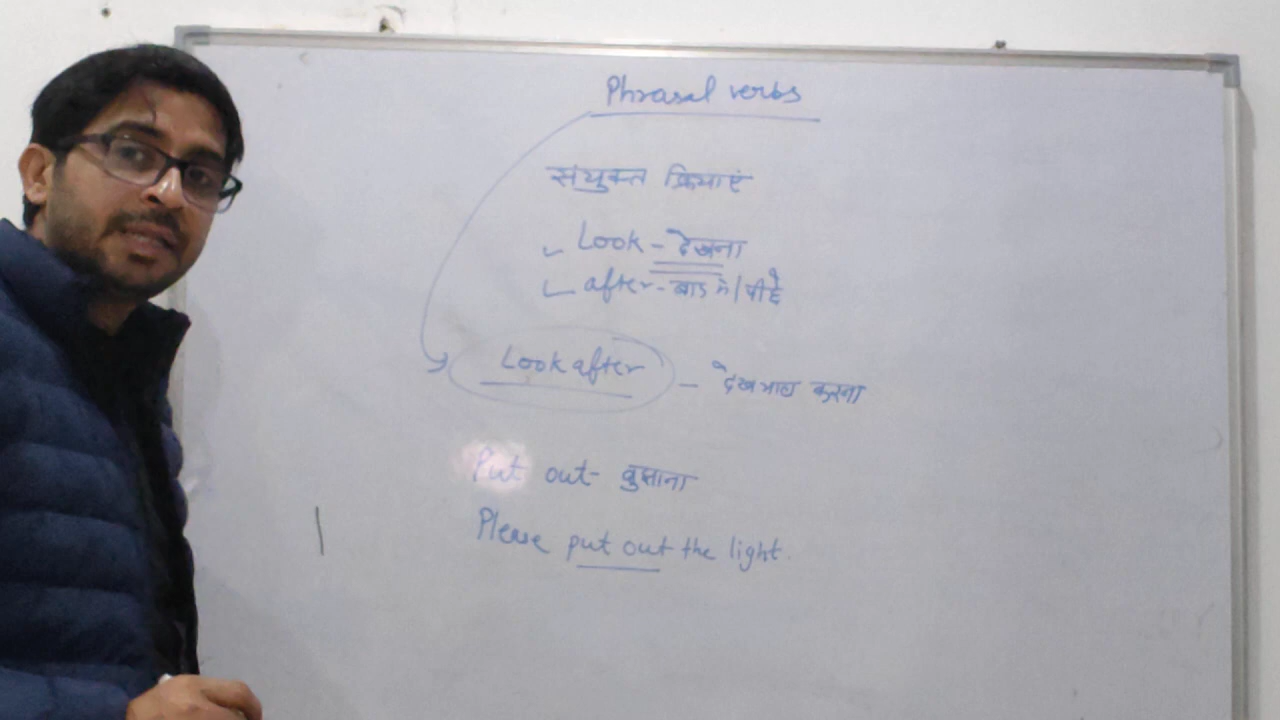 Phrasal verbs
संयुक्त क्रियाएं
Look - देखना
after - बाद में / पीछे
Look after - देखभाल करना
Put out - बुझाना
Please put out the light.